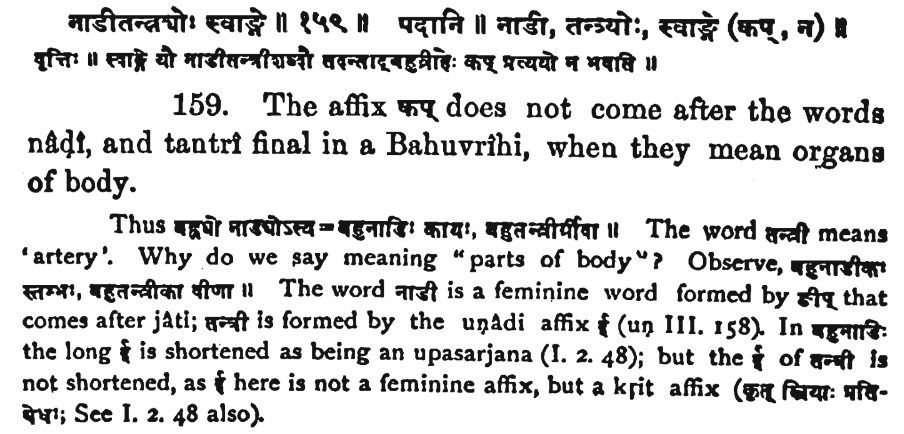 नाडीतन्त्र्योः स्वाङ्गे ॥ १५९ ॥ पदानि ॥ नाडी, तन्त्र्योः, स्वाङ्गे (कप्, न) ॥
वृत्तिः ॥ स्वाङ्गे यौ नाडीतन्त्रीशब्दौ तदन्ताद्बहुव्रीहेः कप् प्रत्ययो न भवति ॥
159. The affix कप् does not come after the words
nâḍî, and tantrî final in a Bahuvrîhi, when they mean organs
of body.
Thus बह्व्यो नाड्योऽस्य = बहुनाडिः कायः, बहुतन्त्रीर्ग्रीवा ॥ The word तन्त्री means
‘artery’. Why do we say meaning “parts of body”? Observe, बहुनाडीकः
स्तम्भः, बहुतन्त्रीका वीणा ॥ The word नाडी is a feminine word formed by ङीप् that
comes after jâti; तन्त्री is formed by the uṇâdi affix ई (uṇ III. 158). In बहुनाडिः
the long ई is shortened as being an upasarjana (I. 2. 48); but the ई of तन्त्री is
not shortened, as ई here is not a feminine affix, but a kṛit affix (कृत् स्त्रियाः प्रति-
षेधः; See I. 2. 48 also).